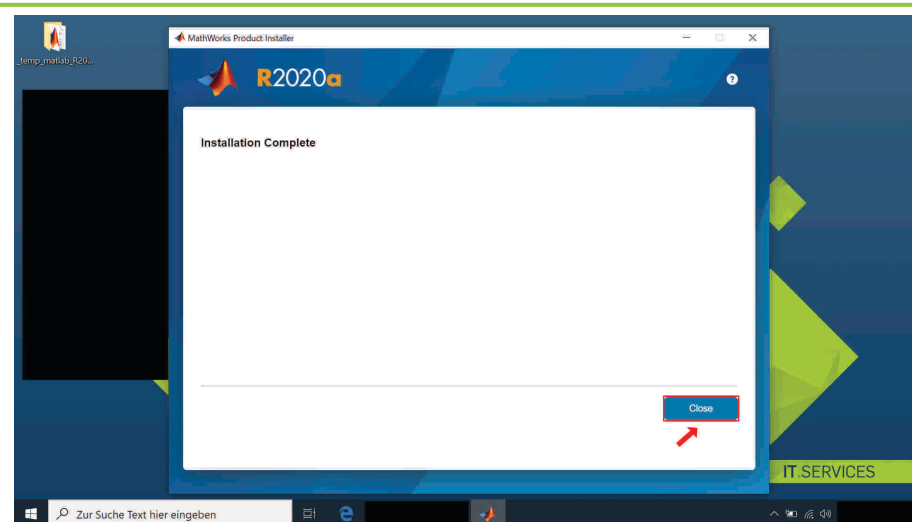 _temp_matlab_R20...
MathWorks Product Installer
R2020a
Installation Complete
Close
IT.SERVICES
Zur Suche Text hier eingeben